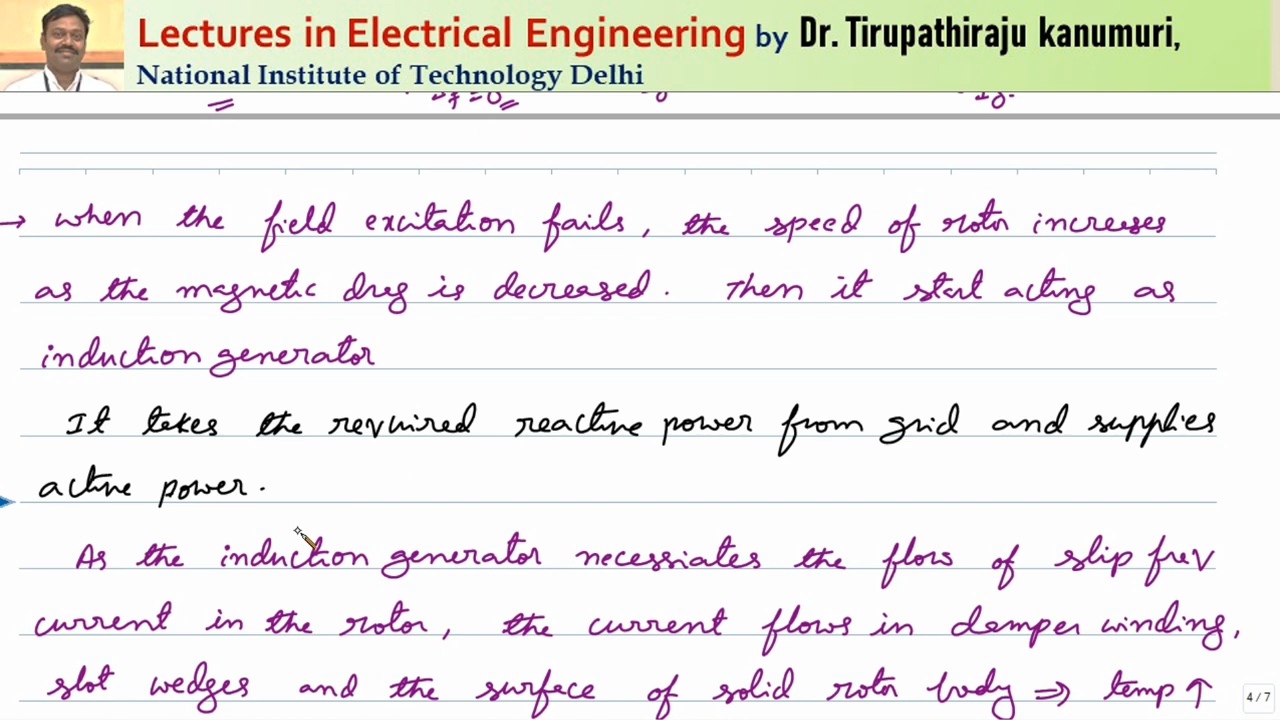 Lectures in Electrical Engineering by Dr. Tirupathiraju kanumuri,
National Institute of Technology Delhi
→ when the field excitation fails, the speed of rotor increases
as the magnetic drag is decreased. Then it start acting as
induction generator
It takes the required reactive power from grid and supplies
active power.
As the induction generator necessiates the flow of slip freq
current in the rotor, the current flows in damper winding,
slot wedges and the surface of solid rotor body ⇒ temp ↑
4 / 7